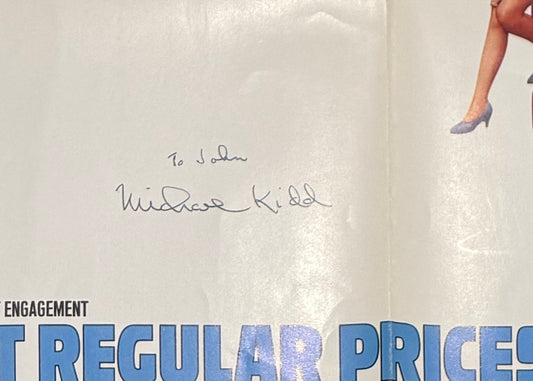 To John
Michael Kidd
ENGAGEMENT
T REGULAR PRICES